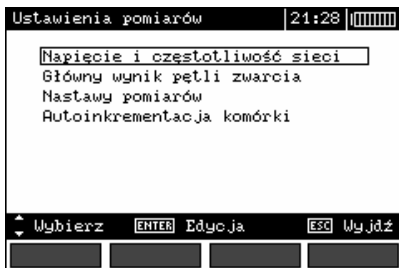 Ustawienia pomiarów 21:28
Napięcie i częstotliwość sieci
Główny wynik pętli zwarcia
Nastawy pomiarów
Autoinkrementacja komórki
Wybierz ENTER Edycja ESC Wyjdź